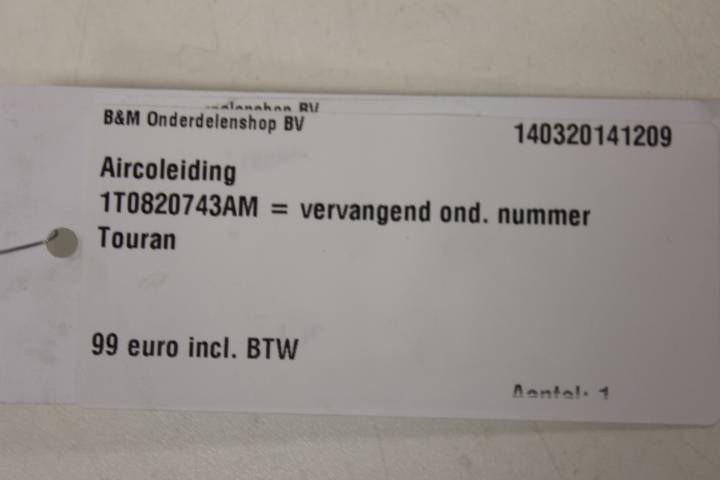 B&M Onderdelenshop BV
140320141209
Aircoleiding
1T0820743AM = vervangend ond. nummer
Touran
99 euro incl. BTW
Aantal: 1